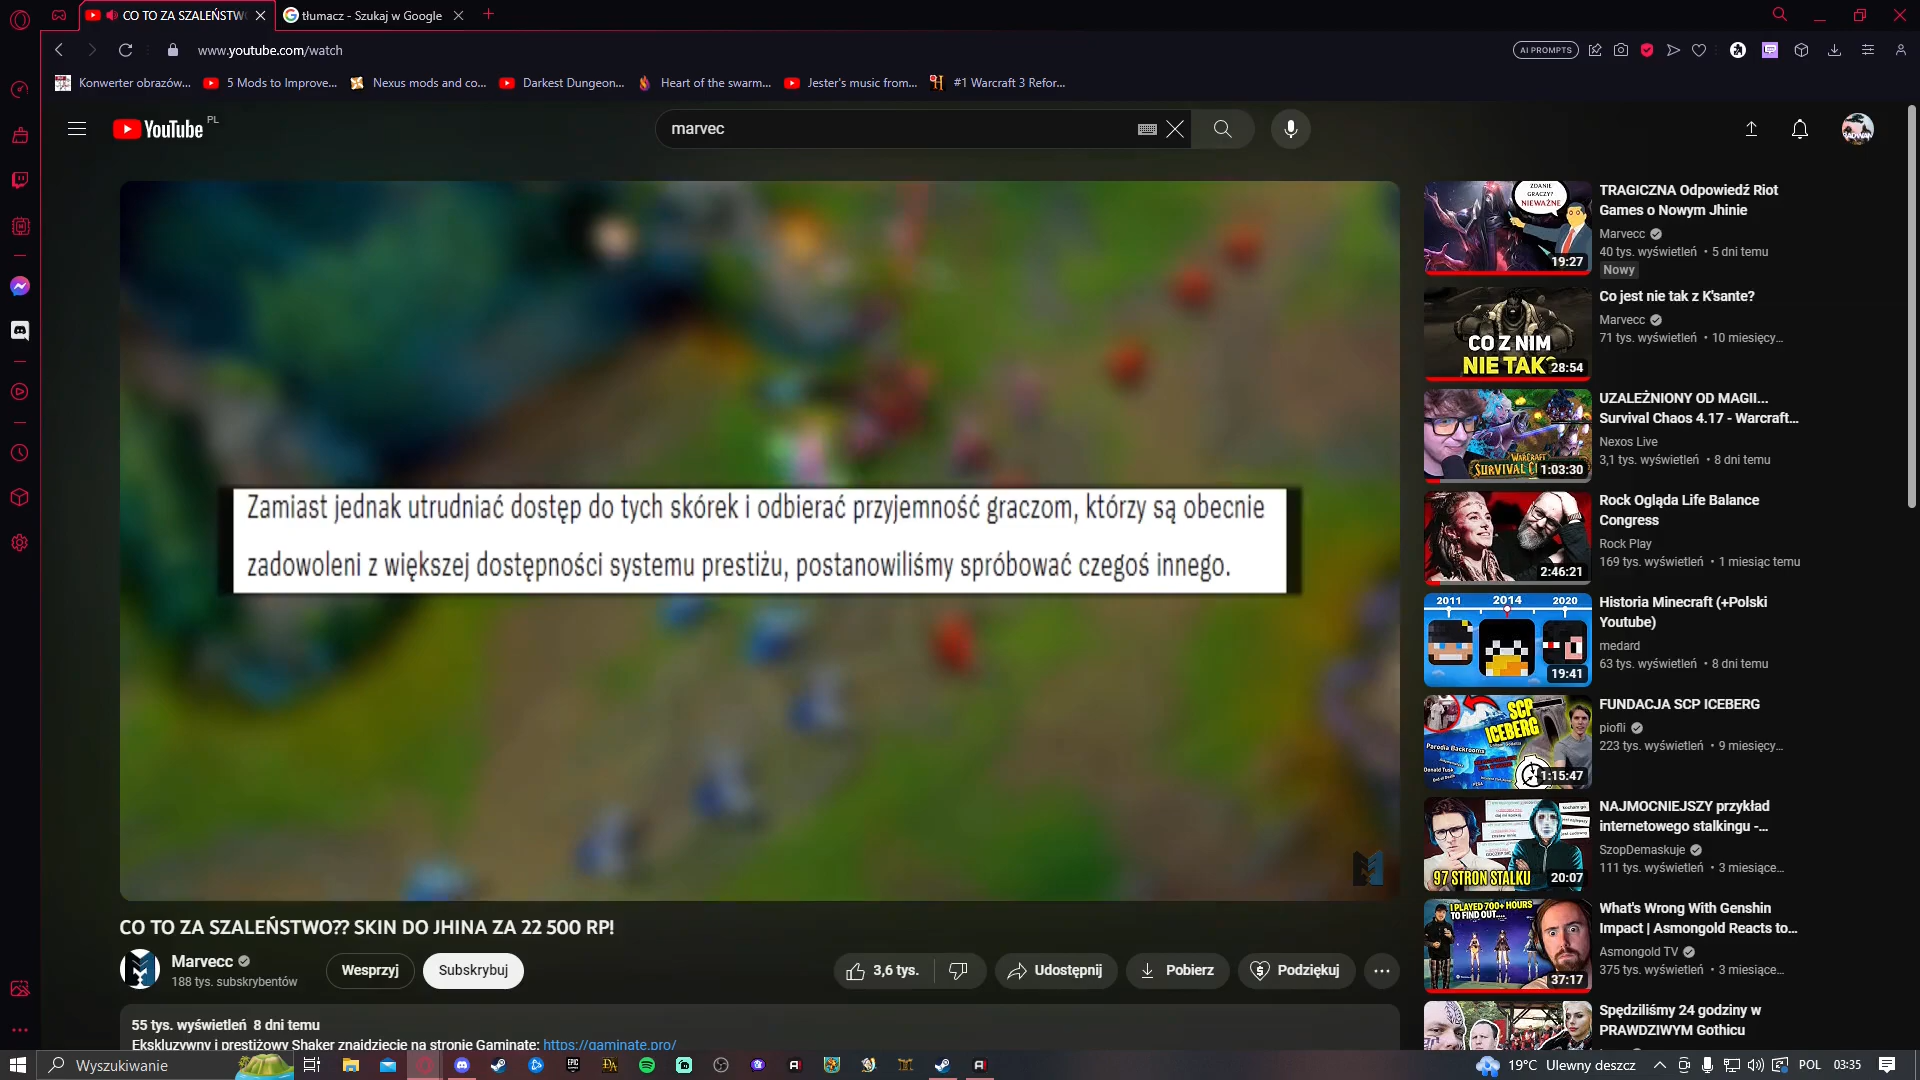 CO TO ZA SZALEŃSTW
tłumacz - Szukaj w Google
www.youtube.com/watch
AI PROMPTS
Konwerter obrazów...
5 Mods to Improve...
Nexus mods and co...
Darkest Dungeon...
Heart of the swarm...
Jester's music from...
#1 Warcraft 3 Refor...
YouTube PL
marvec
Zamiast jednak utrudniać dostęp do tych skórek i odbierać przyjemność graczom, którzy są obecnie
zadowoleni z większej dostępności systemu prestiżu, postanowiliśmy spróbować czegoś innego.
CO TO ZA SZALEŃSTWO?? SKIN DO JHINA ZA 22 500 RP!
Marvecc
188 tys. subskrybentów
Wesprzyj
Subskrybuj
3,6 tys.
Udostępnij
Pobierz
Podziękuj
55 tys. wyświetleń 8 dni temu
Ekskluzywny i prestiżowy Shaker znajdziecie na stronie Gaminate: https://gaminate.pro/
ZDANIE
GRACZY?
NIEWAŻNE
19:27
TRAGICZNA Odpowiedź Riot
Games o Nowym Jhinie
Marvecc
40 tys. wyświetleń • 5 dni temu
Nowy
CO Z NIM
NIE TAK?
28:54
Co jest nie tak z K'sante?
Marvecc
71 tys. wyświetleń • 10 miesięcy...
WARCRAFT
SURVIVAL C
1:03:30
UZALEŻNIONY OD MAGII...
Survival Chaos 4.17 - Warcraft...
Nexos Live
3,1 tys. wyświetleń • 8 dni temu
2:46:21
Rock Ogląda Life Balance
Congress
Rock Play
169 tys. wyświetleń • 1 miesiąc temu
2011 2014 2020
19:41
Historia Minecraft (+Polski
Youtube)
medard
63 tys. wyświetleń • 8 dni temu
SCP
ICEBERG
Parodia Backrooms
Donald Tusk
1:15:47
FUNDACJA SCP ICEBERG
piofli
223 tys. wyświetleń • 9 miesięcy...
97 STRON STALKU
20:07
NAJMOCNIEJSZY przykład
internetowego stalkingu -...
SzopDemaskuje
111 tys. wyświetleń • 3 miesiące...
I PLAYED 700+ HOURS
TO FIND OUT....
37:17
What's Wrong With Genshin
Impact | Asmongold Reacts to...
Asmongold TV
375 tys. wyświetleń • 3 miesiące...
Spędziliśmy 24 godziny w
PRAWDZIWYM Gothicu
Wyszukiwanie
19°C Ulewny deszcz
POL
03:35